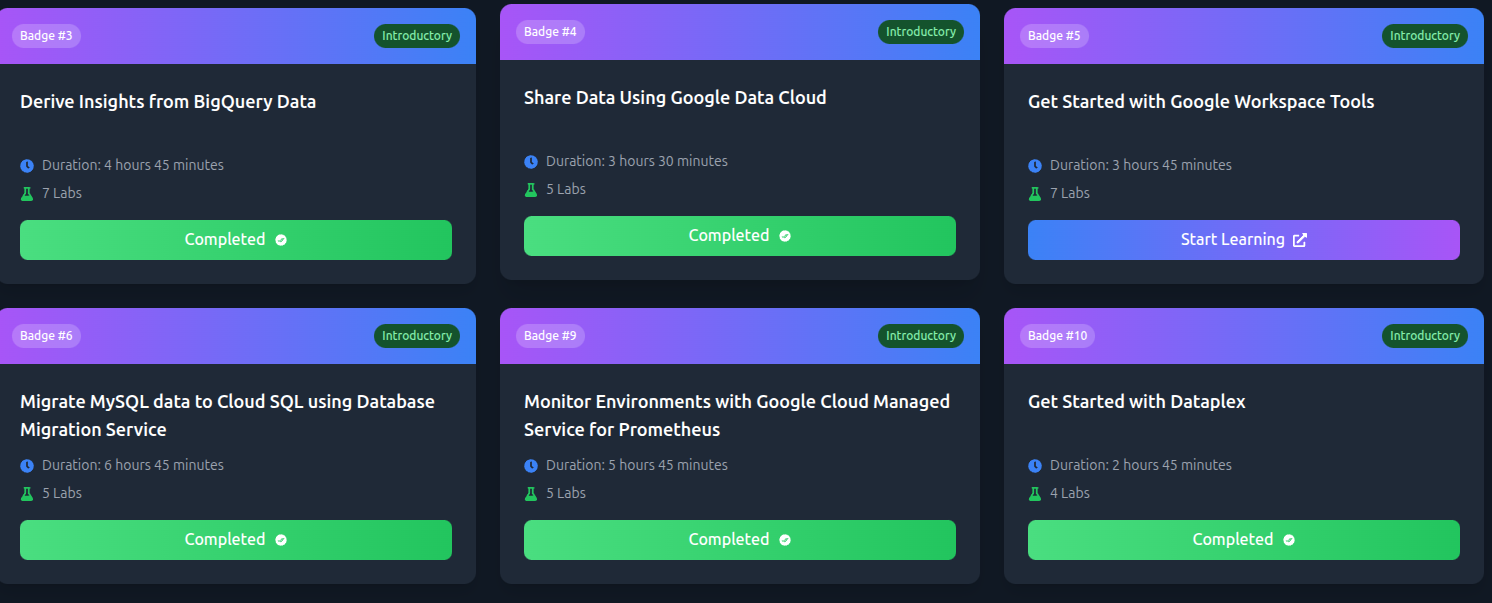 Badge #3
Introductory
Derive Insights from BigQuery Data
Duration: 4 hours 45 minutes
7 Labs
Completed
Badge #4
Introductory
Share Data Using Google Data Cloud
Duration: 3 hours 30 minutes
5 Labs
Completed
Badge #5
Introductory
Get Started with Google Workspace Tools
Duration: 3 hours 45 minutes
7 Labs
Start Learning
Badge #6
Introductory
Migrate MySQL data to Cloud SQL using Database
Migration Service
Duration: 6 hours 45 minutes
5 Labs
Completed
Badge #9
Introductory
Monitor Environments with Google Cloud Managed
Service for Prometheus
Duration: 5 hours 45 minutes
5 Labs
Completed
Badge #10
Introductory
Get Started with Dataplex
Duration: 2 hours 45 minutes
4 Labs
Completed